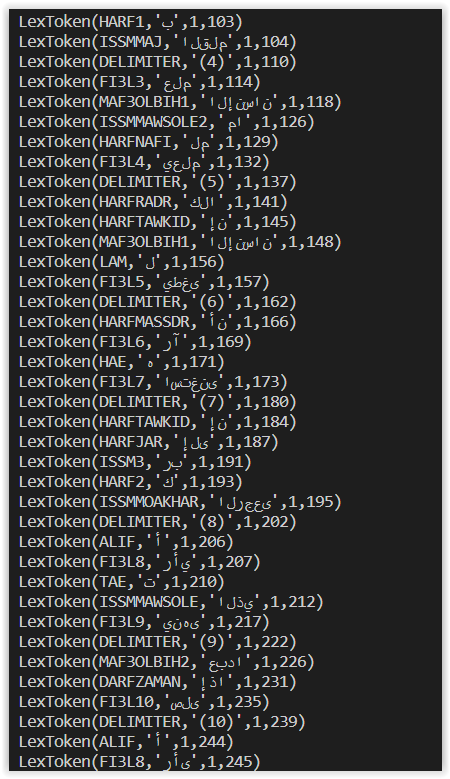 LexToken(HARF1,'ب',1,103)
LexToken(ISSMMAJ,'القلم',1,104)
LexToken(DELIMITER,'(4)',1,110)
LexToken(FI3L3,'علم',1,114)
LexToken(MAF3OLBIH1,'الإنسان',1,118)
LexToken(ISSMMAWSOLE2,'ما',1,126)
LexToken(HARFNAFI,'لم',1,129)
LexToken(FI3L4,'يعلم',1,132)
LexToken(DELIMITER,'(5)',1,137)
LexToken(HARFRADR,'كلا',1,141)
LexToken(HARFTAWKID,'إن',1,145)
LexToken(MAF3OLBIH1,'الإنسان',1,148)
LexToken(LAM,'ل',1,156)
LexToken(FI3L5,'يطغى',1,157)
LexToken(DELIMITER,'(6)',1,162)
LexToken(HARFMASSDR,'أن',1,166)
LexToken(FI3L6,'رآ',1,169)
LexToken(HAE,'ه',1,171)
LexToken(FI3L7,'استغنى',1,173)
LexToken(DELIMITER,'(7)',1,180)
LexToken(HARFTAWKID,'إن',1,184)
LexToken(HARFJAR,'إلى',1,187)
LexToken(ISSM3,'رب',1,191)
LexToken(HARF2,'ك',1,193)
LexToken(ISSMMOAKHAR,'الرجعى',1,195)
LexToken(DELIMITER,'(8)',1,202)
LexToken(ALIF,'أ',1,206)
LexToken(FI3L8,'رأي',1,207)
LexToken(TAE,'ت',1,210)
LexToken(ISSMMAWSOLE,'الذي',1,212)
LexToken(FI3L9,'ينهى',1,217)
LexToken(DELIMITER,'(9)',1,222)
LexToken(MAF3OLBIH2,'عبدا',1,226)
LexToken(DARFZAMAN,'إذا',1,231)
LexToken(FI3L10,'صلى',1,235)
LexToken(DELIMITER,'(10)',1,239)
LexToken(ALIF,'أ',1,244)
LexToken(FI3L8,'رأي',1,245)